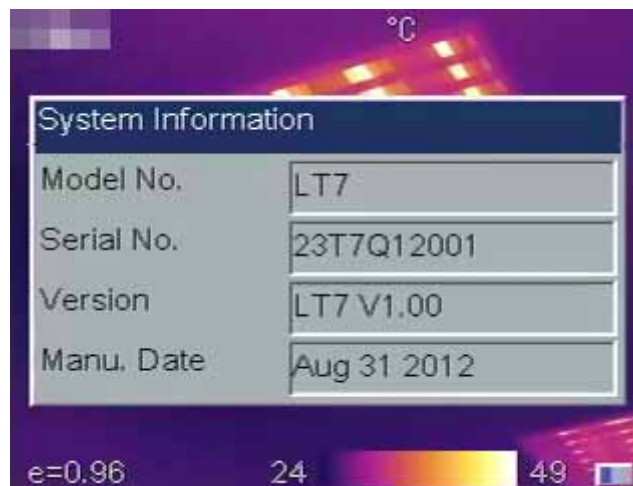 °C
System Information
Model No. LT7
Serial No. 23T7Q12001
Version LT7 V1.00
Manu. Date Aug 31 2012
e=0.96 24 49